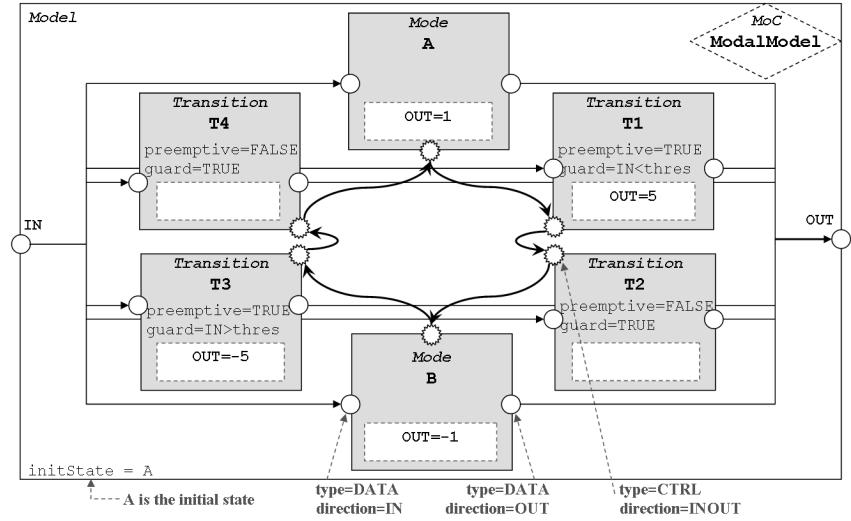 Model
MoC
ModalModel
Mode
A
OUT=1
Transition
T4
preemptive=FALSE
guard=TRUE
Transition
T1
preemptive=TRUE
guard=IN<thres
OUT=5
IN
OUT
Transition
T3
preemptive=TRUE
guard=IN>thres
OUT=-5
Transition
T2
preemptive=FALSE
guard=TRUE
Mode
B
OUT=-1
initState = A
A is the initial state
type=DATA
direction=IN
type=DATA
direction=OUT
type=CTRL
direction=INOUT